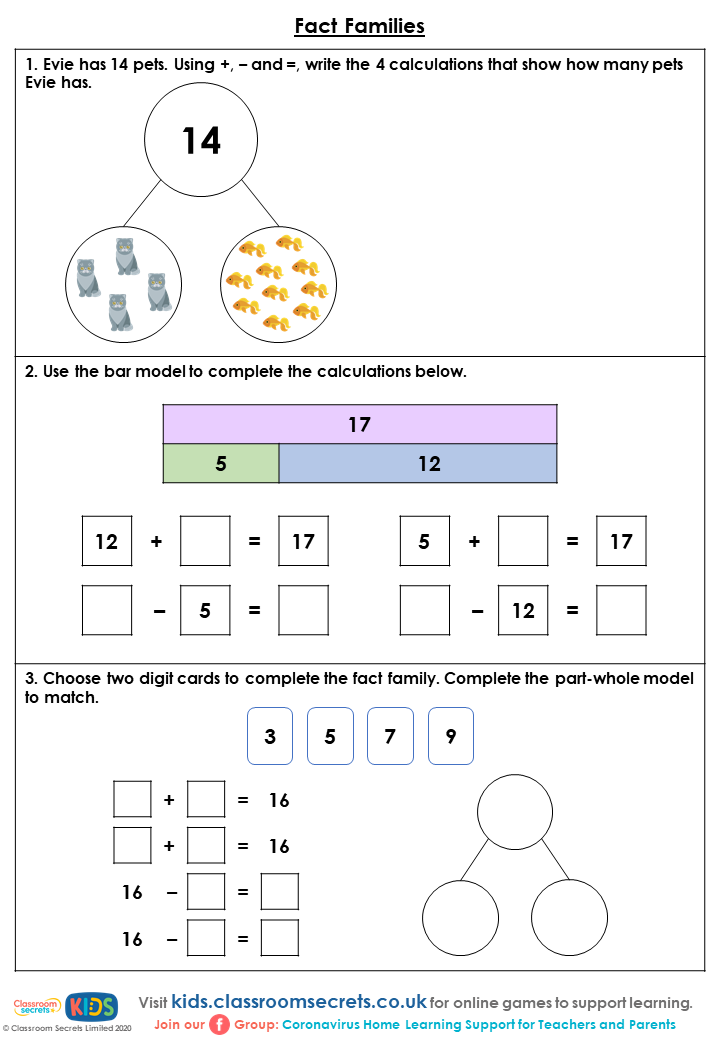 Fact Families
1. Evie has 14 pets. Using +, – and =, write the 4 calculations that show how many pets
Evie has.
14
2. Use the bar model to complete the calculations below.
17
5 12
12 + = 17 5 + = 17
– 5 = – 12 =
3. Choose two digit cards to complete the fact family. Complete the part-whole model
to match.
3 5 7 9
+ = 16
+ = 16
16 – =
16 – =
Classroom
secrets
KIDS
© Classroom Secrets Limited 2020
Visit kids.classroomsecrets.co.uk for online games to support learning.
Join our f Group: Coronavirus Home Learning Support for Teachers and Parents